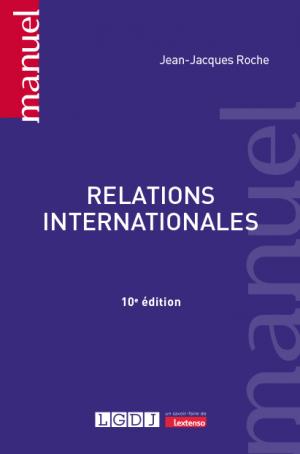 manuel
Jean-Jacques Roche
manuel
RELATIONS
INTERNATIONALES
10e édition
LGDJ
un savoir-faire de
Lextenso